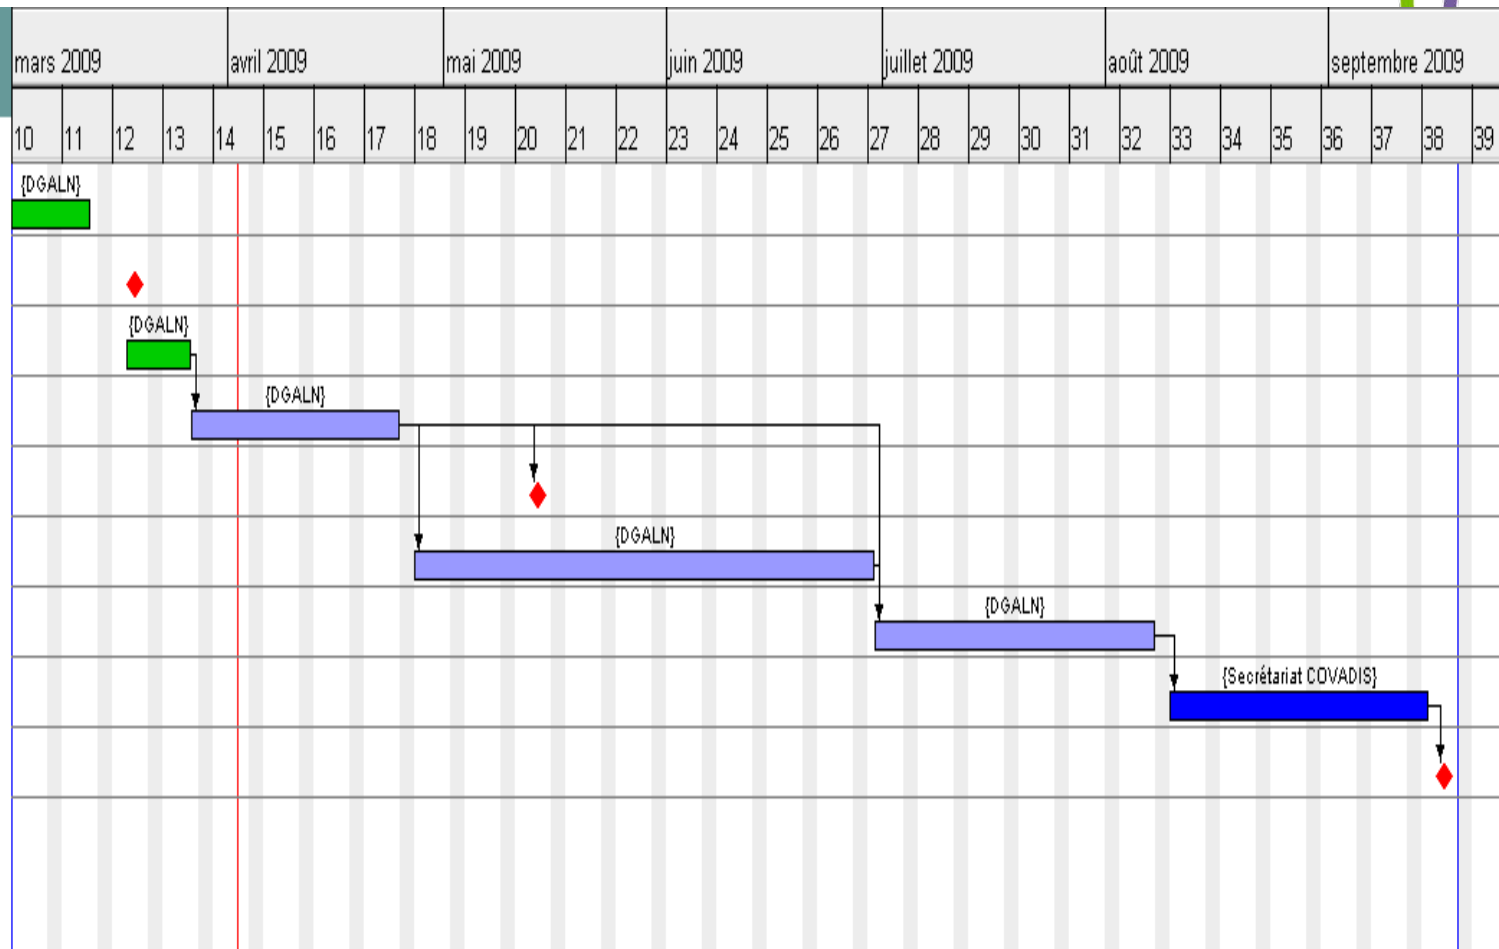 mars 2009 avril 2009 mai 2009 juin 2009 juillet 2009 août 2009 septembre 2009
10 11 12 13 14 15 16 17 18 19 20 21 22 23 24 25 26 27 28 29 30 31 32 33 34 35 36 37 38 39
{DGALN}
{DGALN}
{DGALN}
{DGALN}
{DGALN}
{Secrétariat COVADIS}